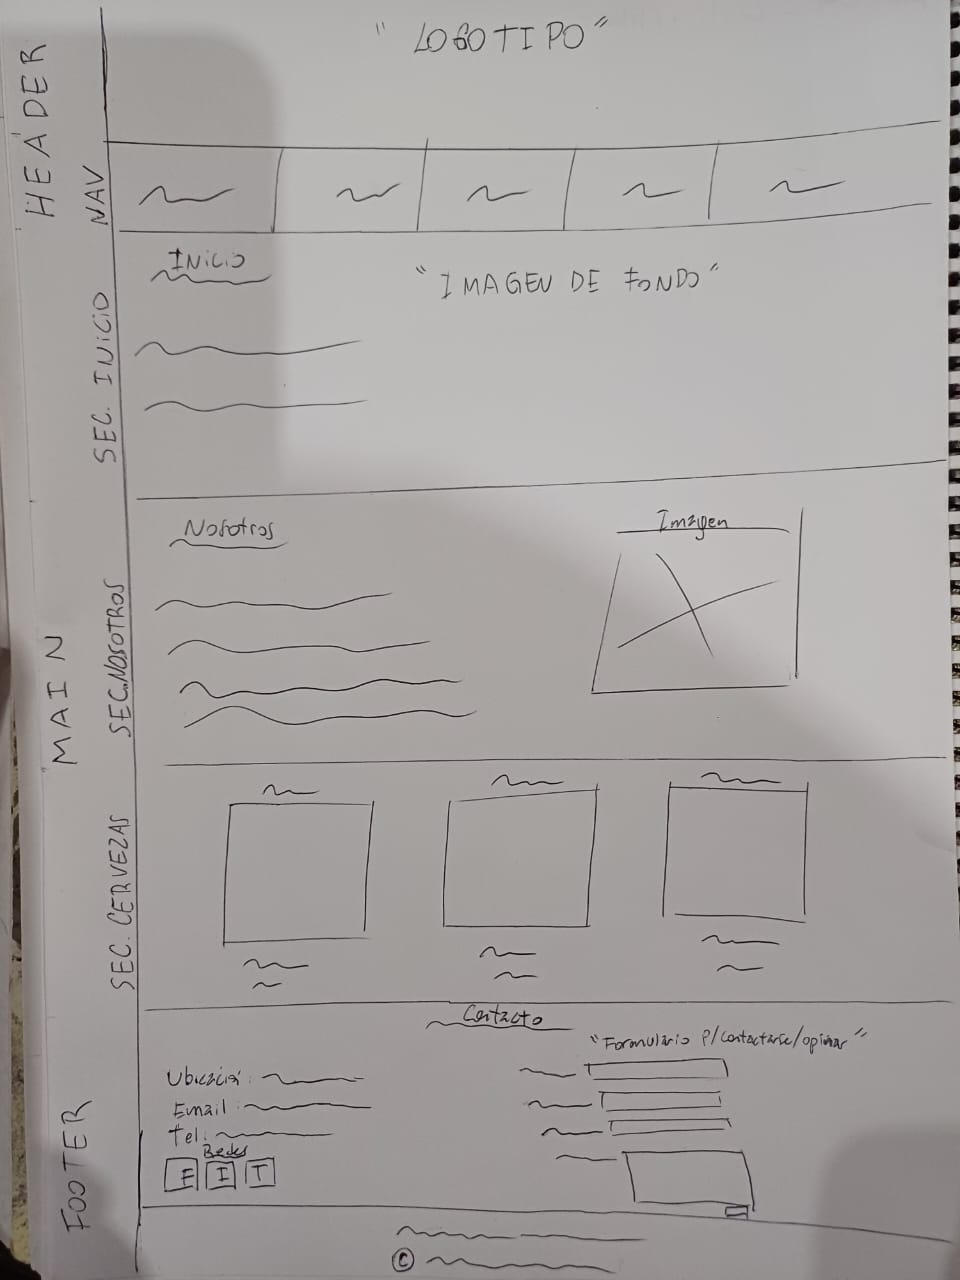 HEADER
"LOGOTIPO"
NAV
SEC. INICIO
INICIO
"IMAGEN DE FONDO"
MAIN
SEC. NOSOTROS
Nosotros
Imagen
SEC. CERVEZAS
FOOTER
Contacto
"Formulario P/contactarse/opinar"
Ubicación:
Email:
Tel:
Redes
F I T
©